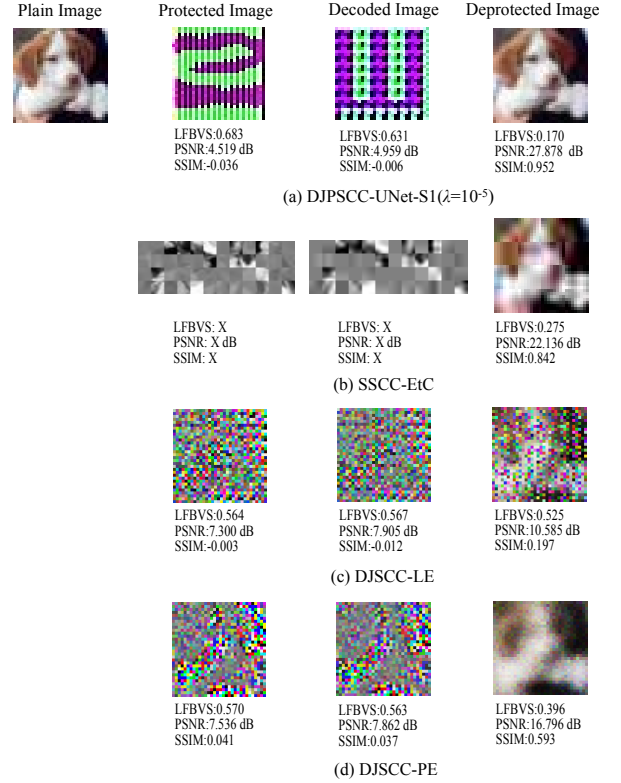 Plain Image Protected Image Decoded Image Deprotected Image
LFBVS:0.683 LFBVS:0.631 LFBVS:0.170
PSNR:4.519 dB PSNR:4.959 dB PSNR:27.878 dB
SSIM:-0.036 SSIM:-0.006 SSIM:0.952
(a) DJPSCC-UNet-S1(λ=10⁻⁵)
LFBVS: X LFBVS: X LFBVS:0.275
PSNR: X dB PSNR: X dB PSNR:22.136 dB
SSIM: X SSIM: X SSIM:0.842
(b) SSCC-EtC
LFBVS:0.564 LFBVS:0.567 LFBVS:0.525
PSNR:7.300 dB PSNR:7.905 dB PSNR:10.585 dB
SSIM:-0.003 SSIM:-0.012 SSIM:0.197
(c) DJSCC-LE
LFBVS:0.570 LFBVS:0.563 LFBVS:0.396
PSNR:7.536 dB PSNR:7.862 dB PSNR:16.796 dB
SSIM:0.041 SSIM:0.037 SSIM:0.593
(d) DJSCC-PE